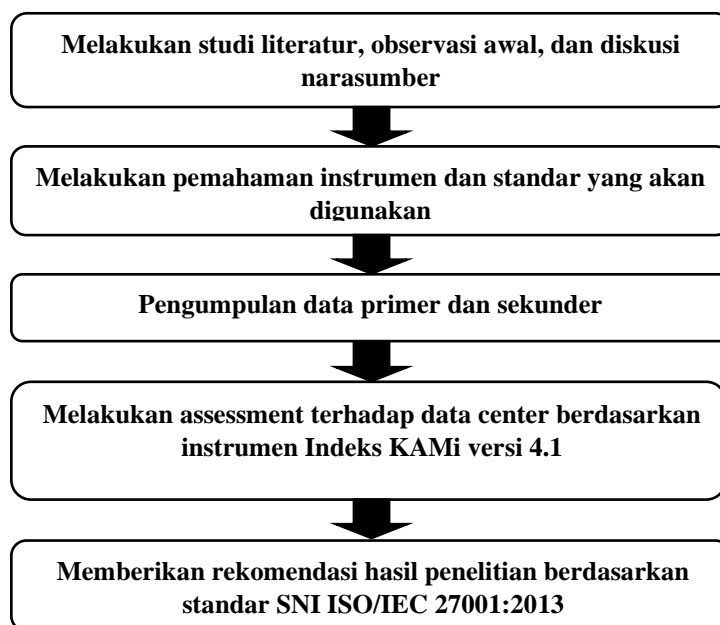 Melakukan studi literatur, observasi awal, dan diskusi
narasumber
Melakukan pemahaman instrumen dan standar yang akan
digunakan
Pengumpulan data primer dan sekunder
Melakukan assessment terhadap data center berdasarkan
instrumen Indeks KAMi versi 4.1
Memberikan rekomendasi hasil penelitian berdasarkan
standar SNI ISO/IEC 27001:2013